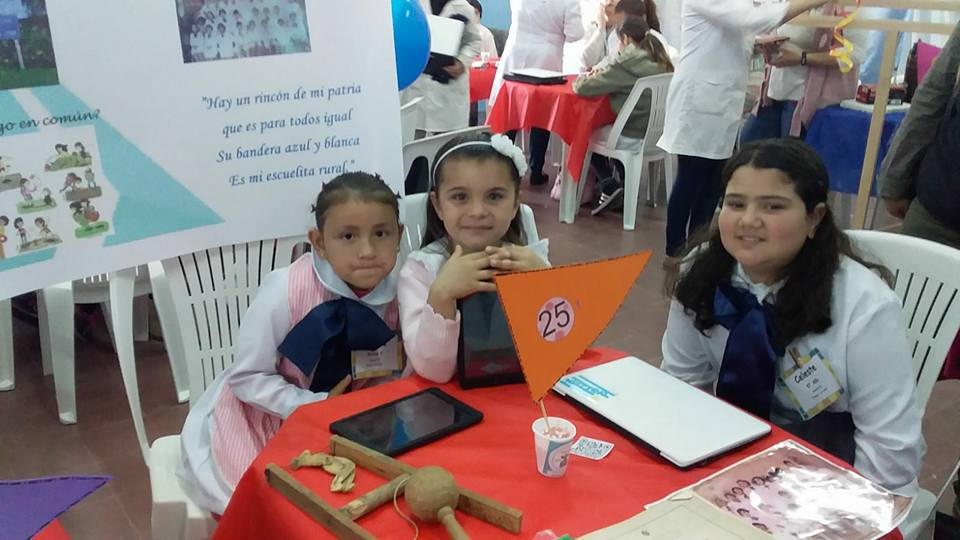 go en común?
"Hay un rincón de mi patria
que es para todos igual
Su bandera azul y blanca
Es mi escuelita rural."
25
Celeste
5º